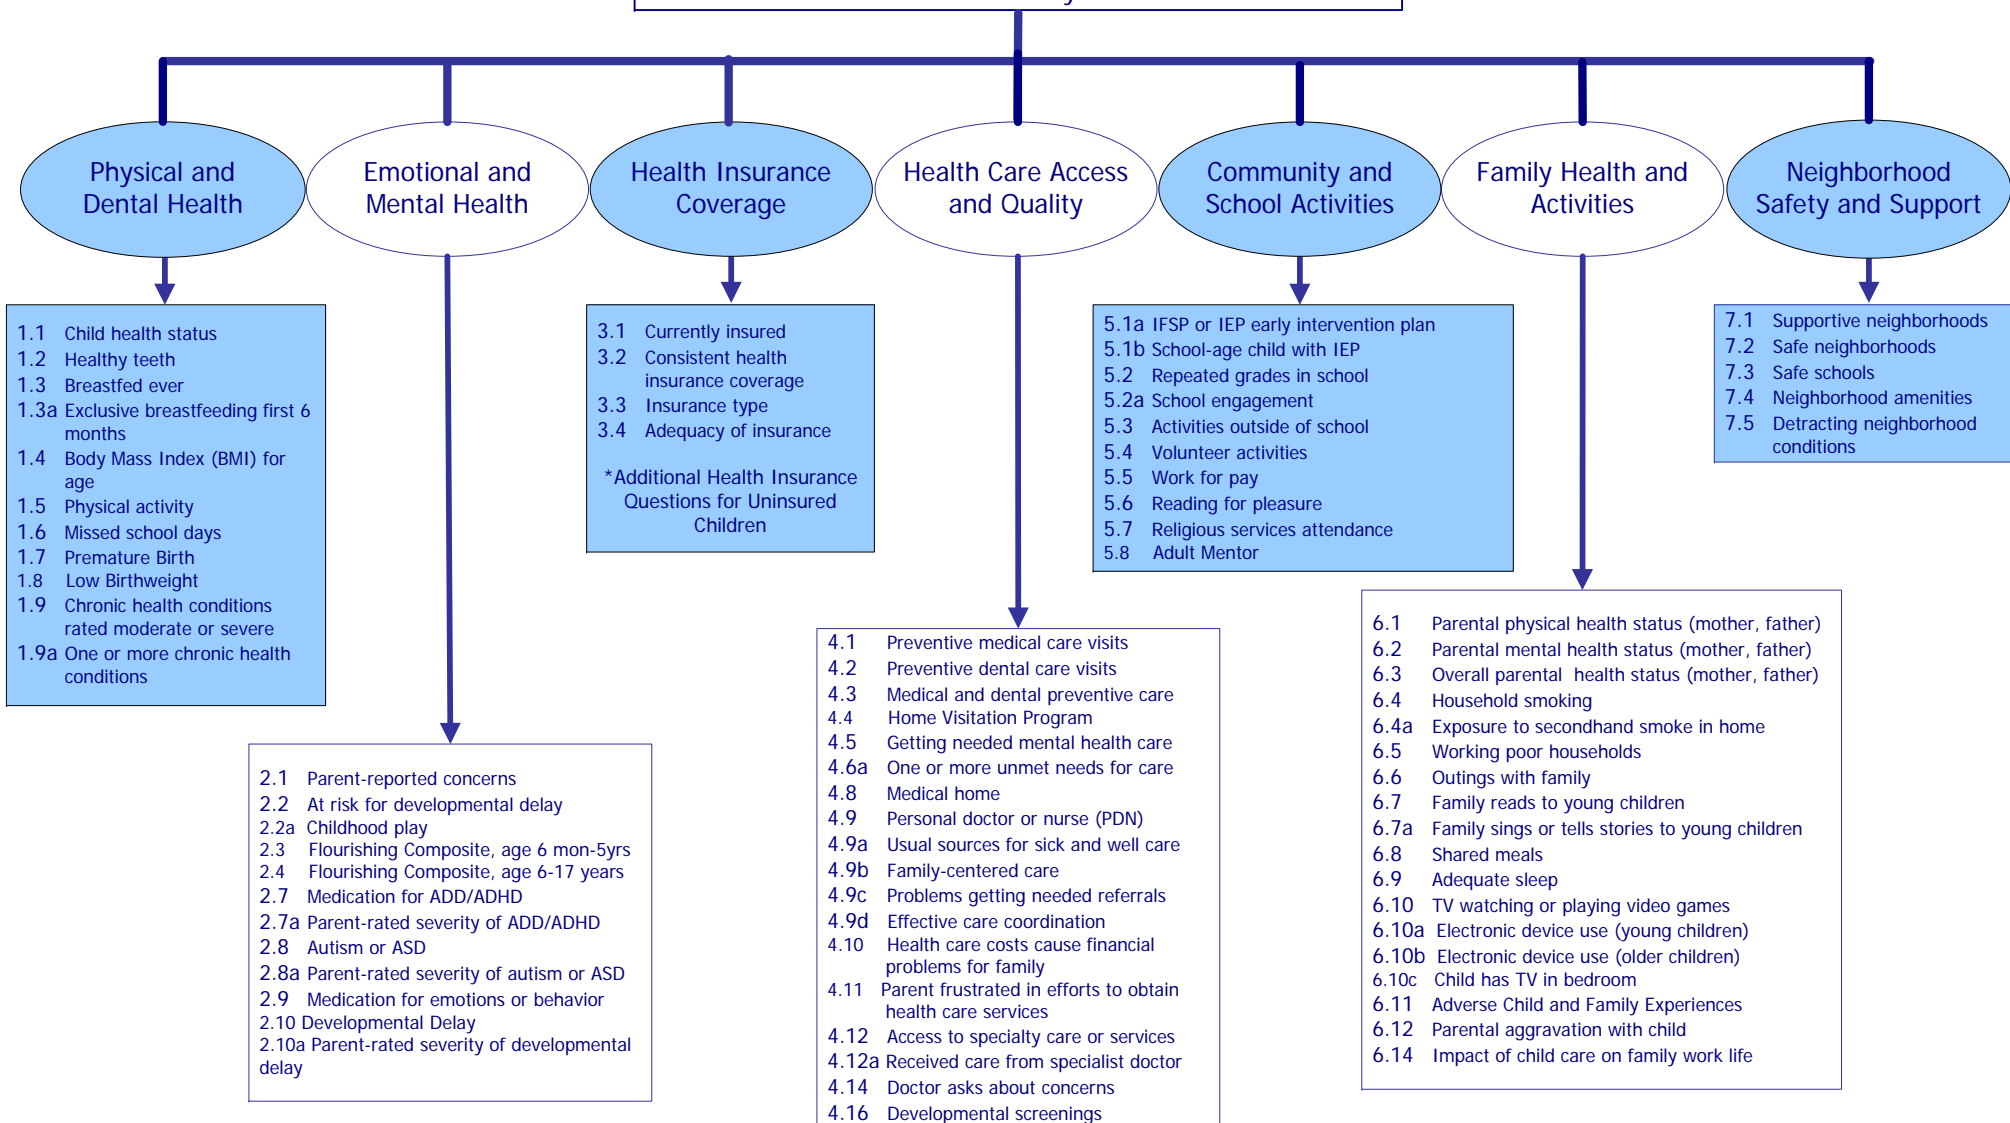 Physical and
Dental Health
Emotional and
Mental Health
Health Insurance
Coverage
Health Care Access
and Quality
Community and
School Activities
Family Health and
Activities
Neighborhood
Safety and Support
1.1 Child health status
1.2 Healthy teeth
1.3 Breastfed ever
1.3a Exclusive breastfeeding first 6
months
1.4 Body Mass Index (BMI) for
age
1.5 Physical activity
1.6 Missed school days
1.7 Premature Birth
1.8 Low Birthweight
1.9 Chronic health conditions
rated moderate or severe
1.9a One or more chronic health
conditions
2.1 Parent-reported concerns
2.2 At risk for developmental delay
2.2a Childhood play
2.3 Flourishing Composite, age 6 mon-5yrs
2.4 Flourishing Composite, age 6-17 years
2.7 Medication for ADD/ADHD
2.7a Parent-rated severity of ADD/ADHD
2.8 Autism or ASD
2.8a Parent-rated severity of autism or ASD
2.9 Medication for emotions or behavior
2.10 Developmental Delay
2.10a Parent-rated severity of developmental
delay
3.1 Currently insured
3.2 Consistent health
insurance coverage
3.3 Insurance type
3.4 Adequacy of insurance
*Additional Health Insurance
Questions for Uninsured
Children
4.1 Preventive medical care visits
4.2 Preventive dental care visits
4.3 Medical and dental preventive care
4.4 Home Visitation Program
4.5 Getting needed mental health care
4.6a One or more unmet needs for care
4.8 Medical home
4.9 Personal doctor or nurse (PDN)
4.9a Usual sources for sick and well care
4.9b Family-centered care
4.9c Problems getting needed referrals
4.9d Effective care coordination
4.10 Health care costs cause financial
problems for family
4.11 Parent frustrated in efforts to obtain
health care services
4.12 Access to specialty care or services
4.12a Received care from specialist doctor
4.14 Doctor asks about concerns
4.16 Developmental screenings
5.1a IFSP or IEP early intervention plan
5.1b School-age child with IEP
5.2 Repeated grades in school
5.2a School engagement
5.3 Activities outside of school
5.4 Volunteer activities
5.5 Work for pay
5.6 Reading for pleasure
5.7 Religious services attendance
5.8 Adult Mentor
6.1 Parental physical health status (mother, father)
6.2 Parental mental health status (mother, father)
6.3 Overall parental health status (mother, father)
6.4 Household smoking
6.4a Exposure to secondhand smoke in home
6.5 Working poor households
6.6 Outings with family
6.7 Family reads to young children
6.7a Family sings or tells stories to young children
6.8 Shared meals
6.9 Adequate sleep
6.10 TV watching or playing video games
6.10a Electronic device use (young children)
6.10b Electronic device use (older children)
6.10c Child has TV in bedroom
6.11 Adverse Child and Family Experiences
6.12 Parental aggravation with child
6.14 Impact of child care on family work life
7.1 Supportive neighborhoods
7.2 Safe neighborhoods
7.3 Safe schools
7.4 Neighborhood amenities
7.5 Detracting neighborhood
conditions